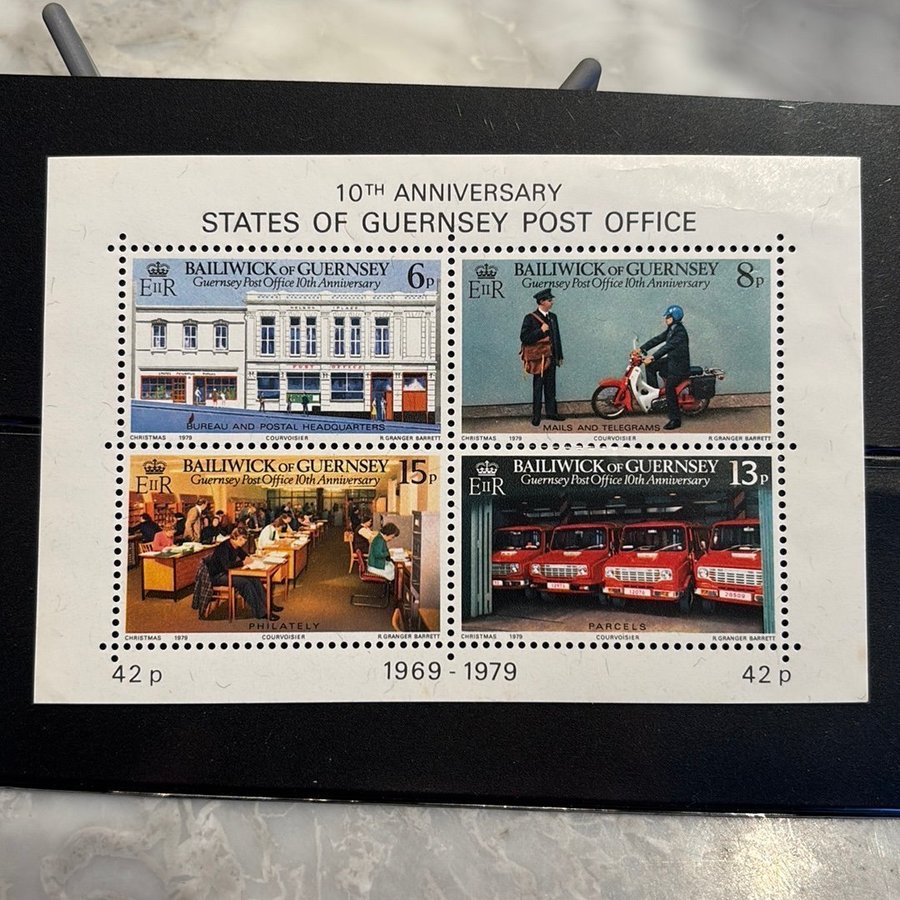 10TH ANNIVERSARY
STATES OF GUERNSEY POST OFFICE
EIIR
BAILIWICK OF GUERNSEY
Guernsey Post Office 10th Anniversary
6p
POST OFFICE
BUREAU AND POSTAL HEADQUARTERS
CHRISTMAS 1979 COURVOISIER R. GRANGER BARRETT
EIIR
BAILIWICK OF GUERNSEY
Guernsey Post Office 10th Anniversary
8p
MAILS AND TELEGRAMS
CHRISTMAS 1979 COURVOISIER R. GRANGER BARRETT
EIIR
BAILIWICK OF GUERNSEY
Guernsey Post Office 10th Anniversary
15p
PHILATELY
CHRISTMAS 1979 COURVOISIER R. GRANGER BARRETT
EIIR
BAILIWICK OF GUERNSEY
Guernsey Post Office 10th Anniversary
13p
PARCELS
CHRISTMAS 1979 COURVOISIER R. GRANGER BARRETT
42p 1969 - 1979 42p